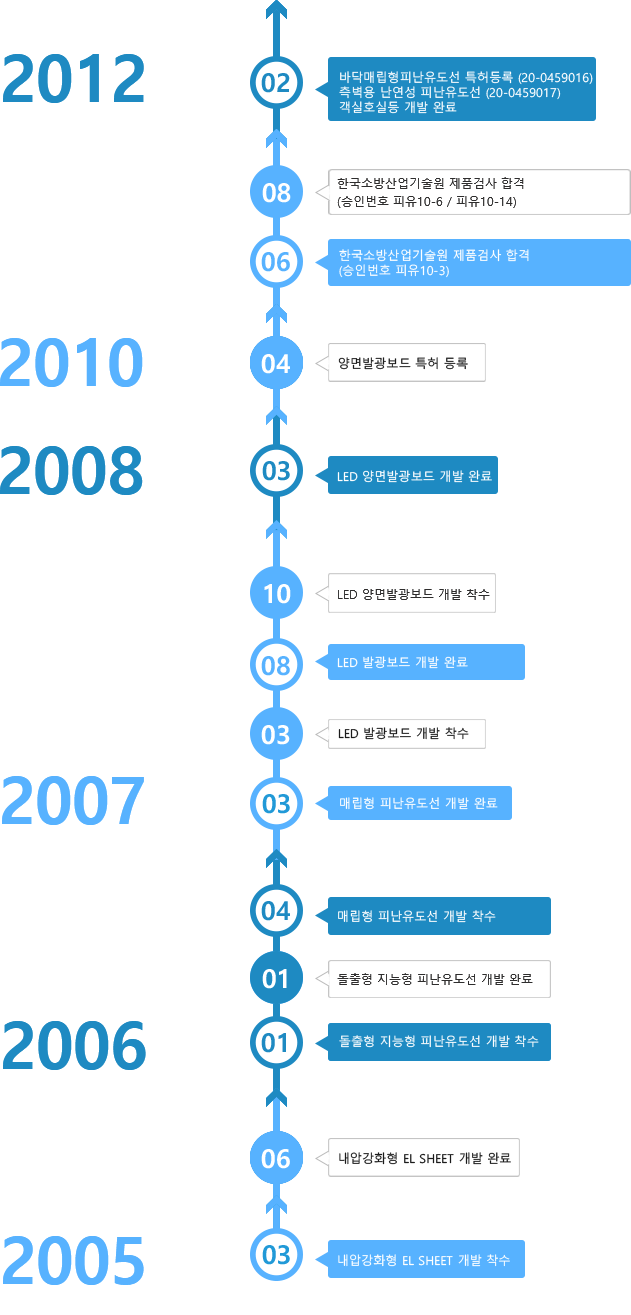 2012
02
바닥매립형피난유도선 특허등록 (20-0459016)
측벽용 난연성 피난유도선 (20-0459017)
객실호실등 개발 완료
08
한국소방산업기술원 제품검사 합격
(승인번호 피유10-6 / 피유10-14)
06
한국소방산업기술원 제품검사 합격
(승인번호 피유10-3)
2010
04
양면발광보드 특허 등록
2008
03
LED 양면발광보드 개발 완료
10
LED 양면발광보드 개발 착수
08
LED 발광보드 개발 완료
03
LED 발광보드 개발 착수
2007
03
매립형 피난유도선 개발 완료
04
매립형 피난유도선 개발 착수
01
돌출형 지능형 피난유도선 개발 완료
2006
01
돌출형 지능형 피난유도선 개발 착수
06
내압강화형 EL SHEET 개발 완료
2005
03
내압강화형 EL SHEET 개발 착수